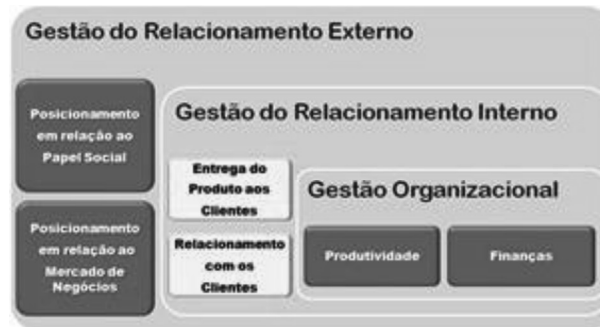 Gestão do Relacionamento Externo
Posicionamento
em relação ao
Papel Social
Posicionamento
em relação ao
Mercado de
Negócios
Gestão do Relacionamento Interno
Entrega do
Produto aos
Clientes
Relacionamento
com os
Clientes
Gestão Organizacional
Produtividade
Finanças